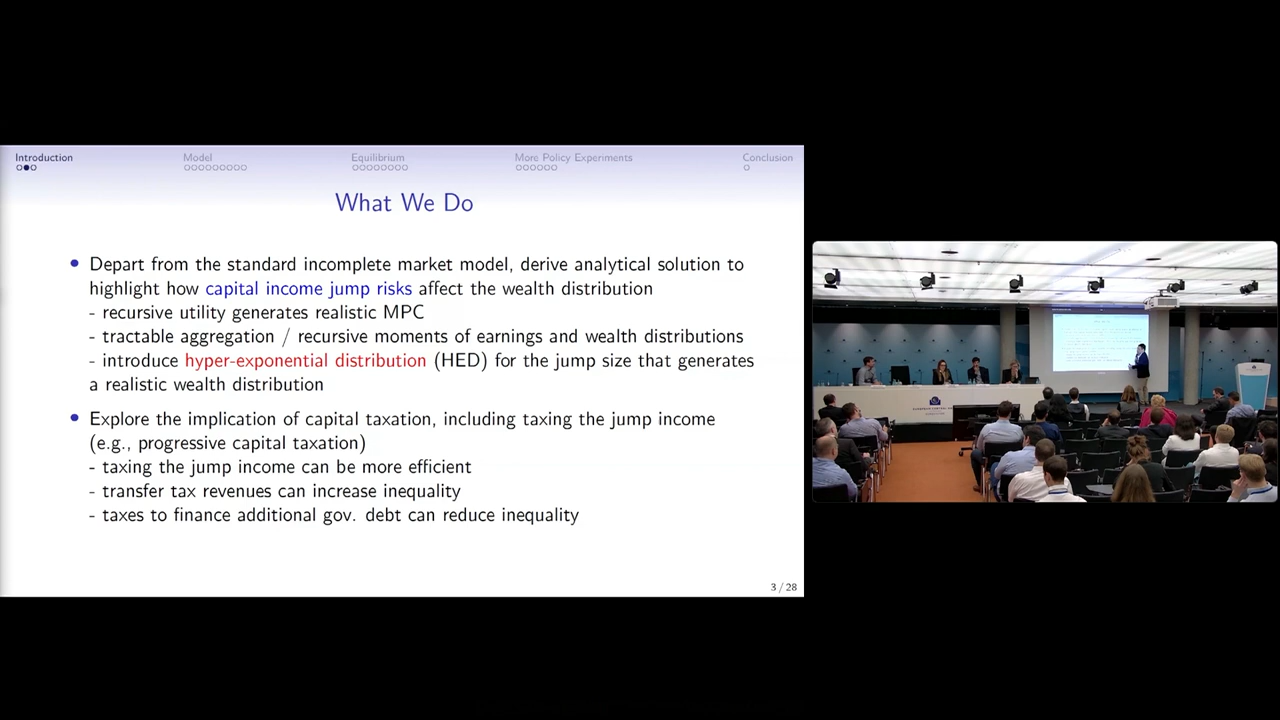 Introduction
Model
Equilibrium
More Policy Experiments
Conclusion
What We Do
Depart from the standard incomplete market model, derive analytical solution to
highlight how capital income jump risks affect the wealth distribution
- recursive utility generates realistic MPC
- tractable aggregation / recursive moments of earnings and wealth distributions
- introduce hyper-exponential distribution (HED) for the jump size that generates
a realistic wealth distribution
Explore the implication of capital taxation, including taxing the jump income
(e.g., progressive capital taxation)
- taxing the jump income can be more efficient
- transfer tax revenues can increase inequality
- taxes to finance additional gov. debt can reduce inequality
3 / 28